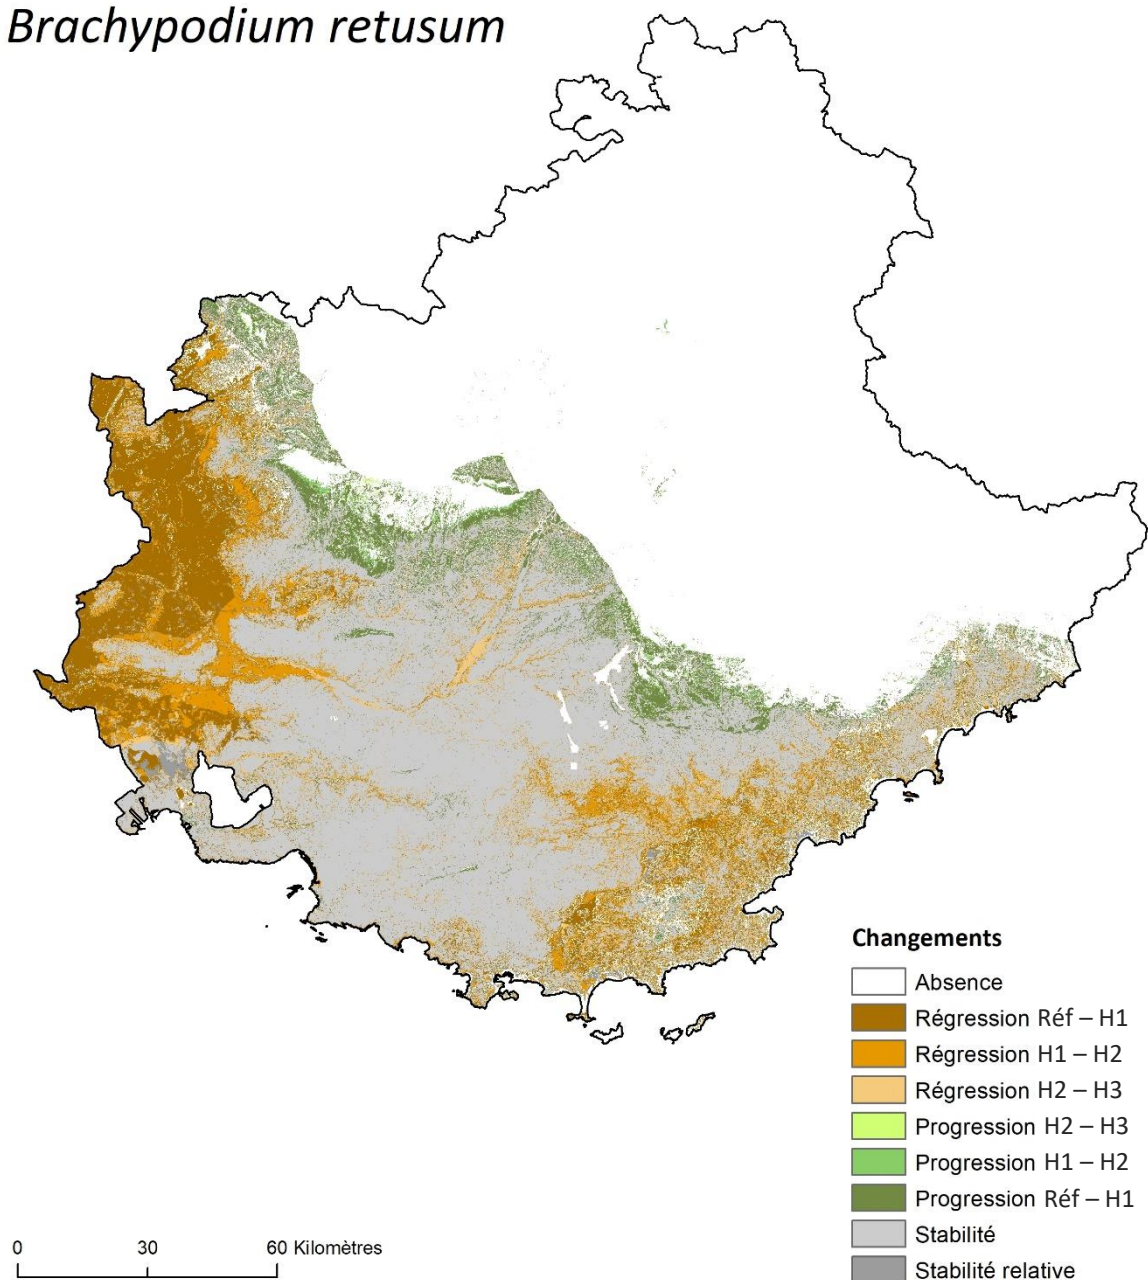 Brachypodium retusum
Changements
Absence
Régression Réf – H1
Régression H1 – H2
Régression H2 – H3
Progression H2 – H3
Progression H1 – H2
Progression Réf – H1
Stabilité
Stabilité relative
0 30 60 Kilomètres